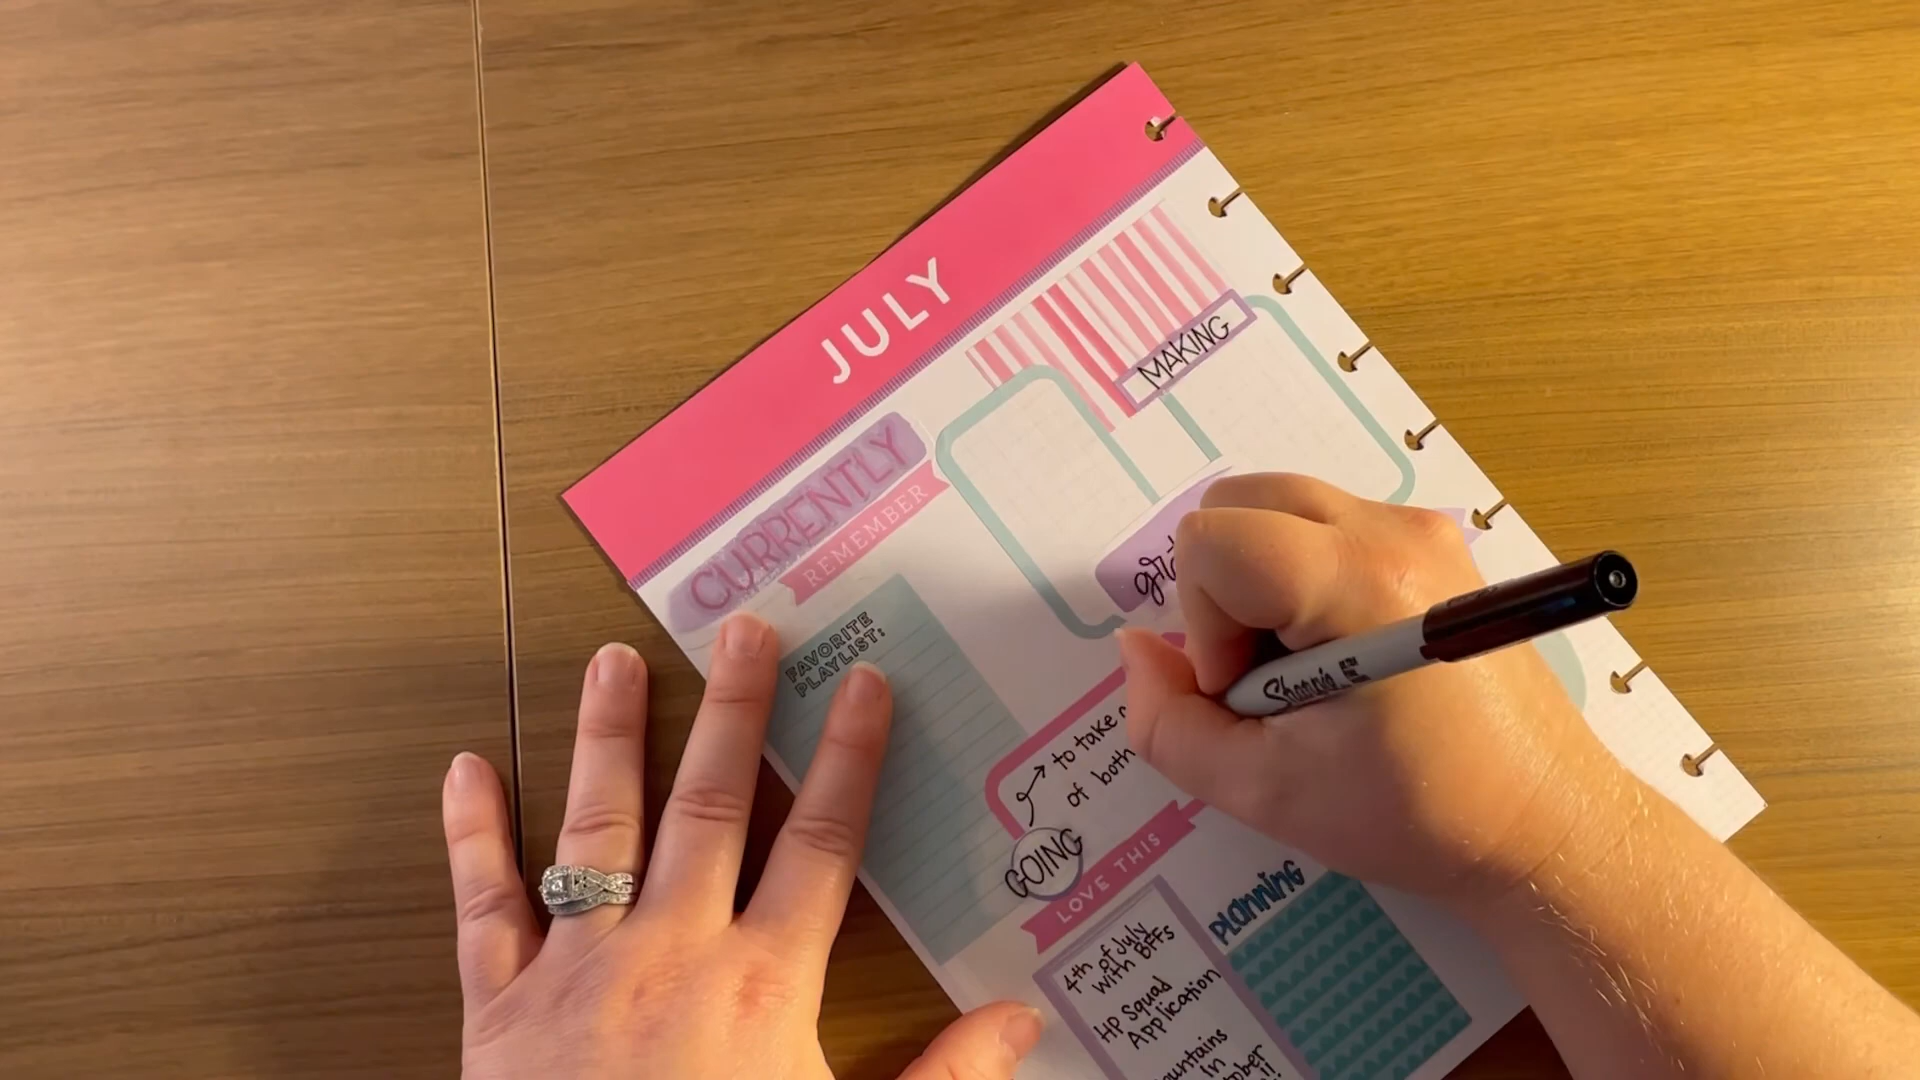 JULY
MAKING
CURRENTLY
REMEMBER
FAVORITE
PLAYLIST:
to take
of both
GOING
LOVE THIS
planning
4th of July
with BFFs
HP Squad
Application
in
Sharpie